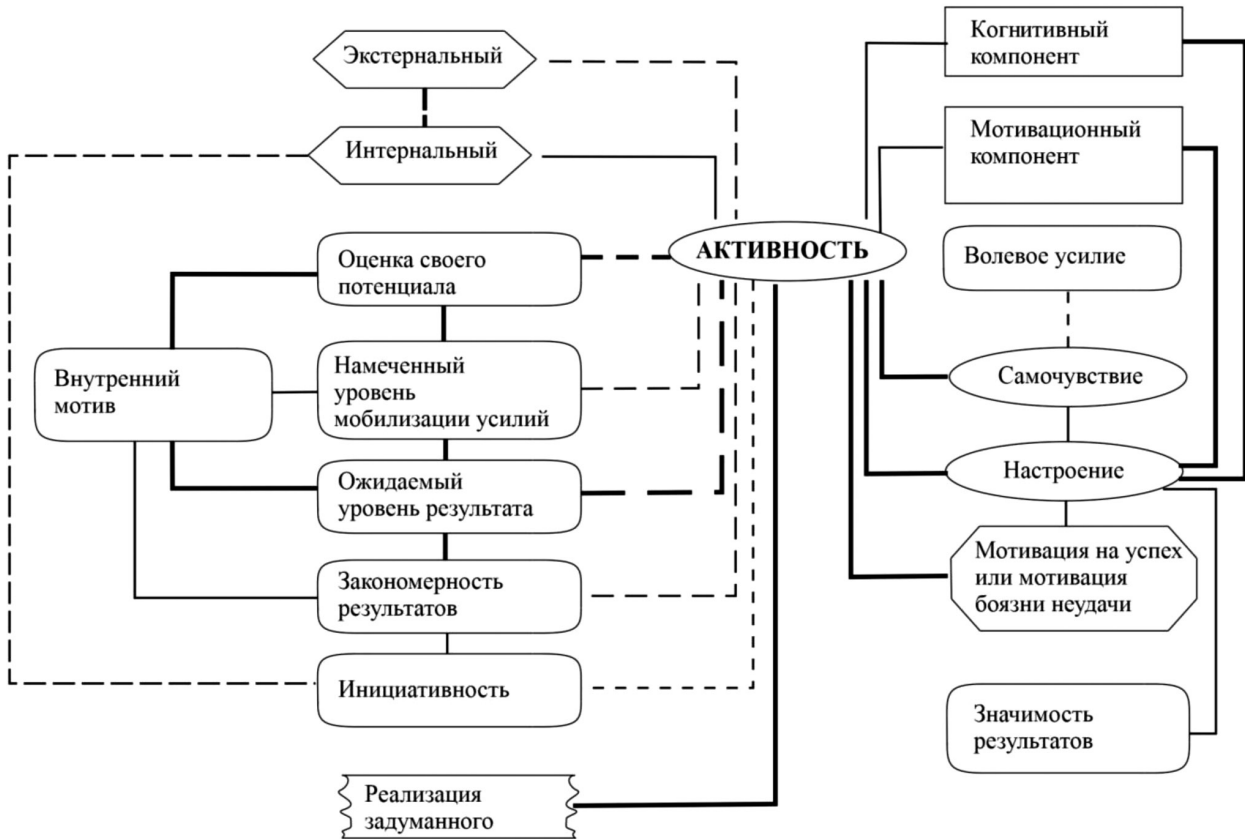 Экстернальный
Интернальный
Оценка своего
потенциала
Внутренний
мотив
Намеченный
уровень
мобилизации усилий
Ожидаемый
уровень результата
Закономерность
результатов
Инициативность
Реализация
задуманного
АКТИВНОСТЬ
Когнитивный
компонент
Мотивационный
компонент
Волевое усилие
Самочувствие
Настроение
Мотивация на успех
или мотивация
боязни неудачи
Значимость
результатов